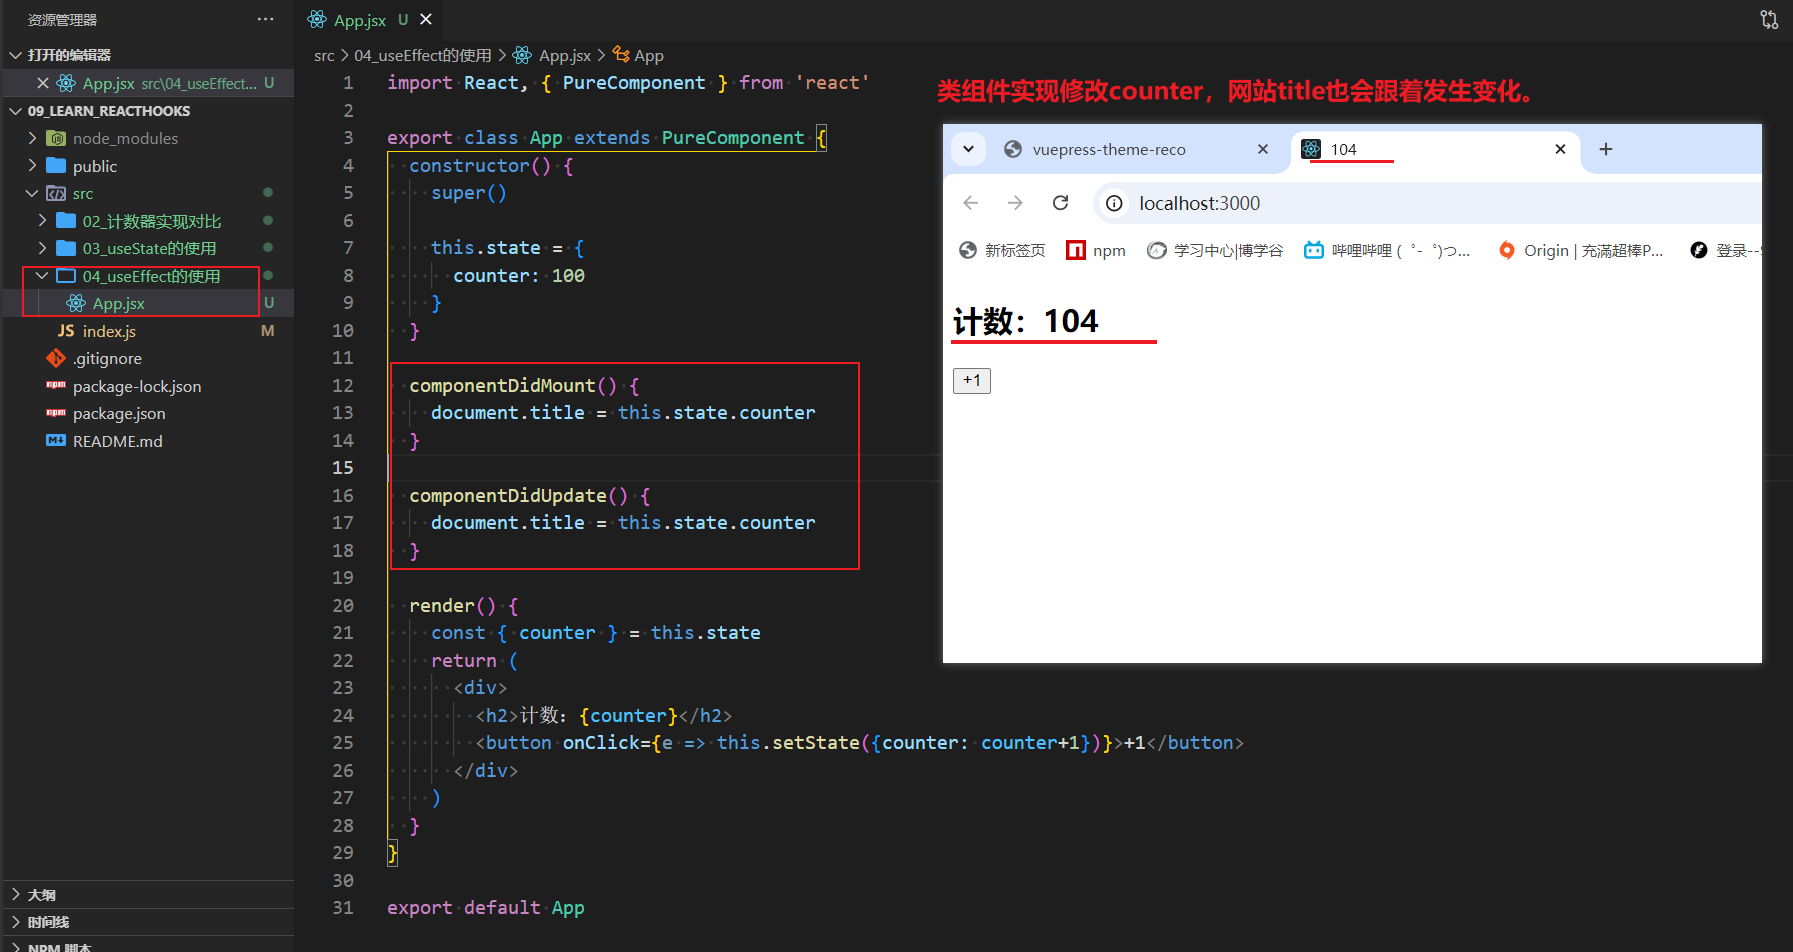 资源管理器
···
打开的编辑器
App.jsx src\04_useEffect... U
09_LEARN_REACTHOOKS
node_modules
public
src
02_计数器实现对比
03_useState的使用
04_useEffect的使用
App.jsx U
JS index.js M
.gitignore
package-lock.json
package.json
README.md
大纲
时间线
NPM 脚本
App.jsx U
src > 04_useEffect的使用 > App.jsx > App
1 import React, { PureComponent } from 'react'
2
3 export class App extends PureComponent {
4 constructor() {
5 super()
6
7 this.state = {
8 counter: 100
9 }
10 }
11
12 componentDidMount() {
13 document.title = this.state.counter
14 }
15
16 componentDidUpdate() {
17 document.title = this.state.counter
18 }
19
20 render() {
21 const { counter } = this.state
22 return (
23 <div>
24 <h2>计数：{counter}</h2>
25 <button onClick={e => this.setState({counter: counter+1})}>+1</button>
26 </div>
27 )
28 }
29 }
30
31 export default App
类组件实现修改counter，网站title也会跟着发生变化。
vuepress-theme-reco
104
localhost:3000
新标签页
npm
学习中心|博学谷
哔哩哔哩 ( ゜- ゜)つ...
Origin | 充满超棒P...
登录--
计数：104
+1